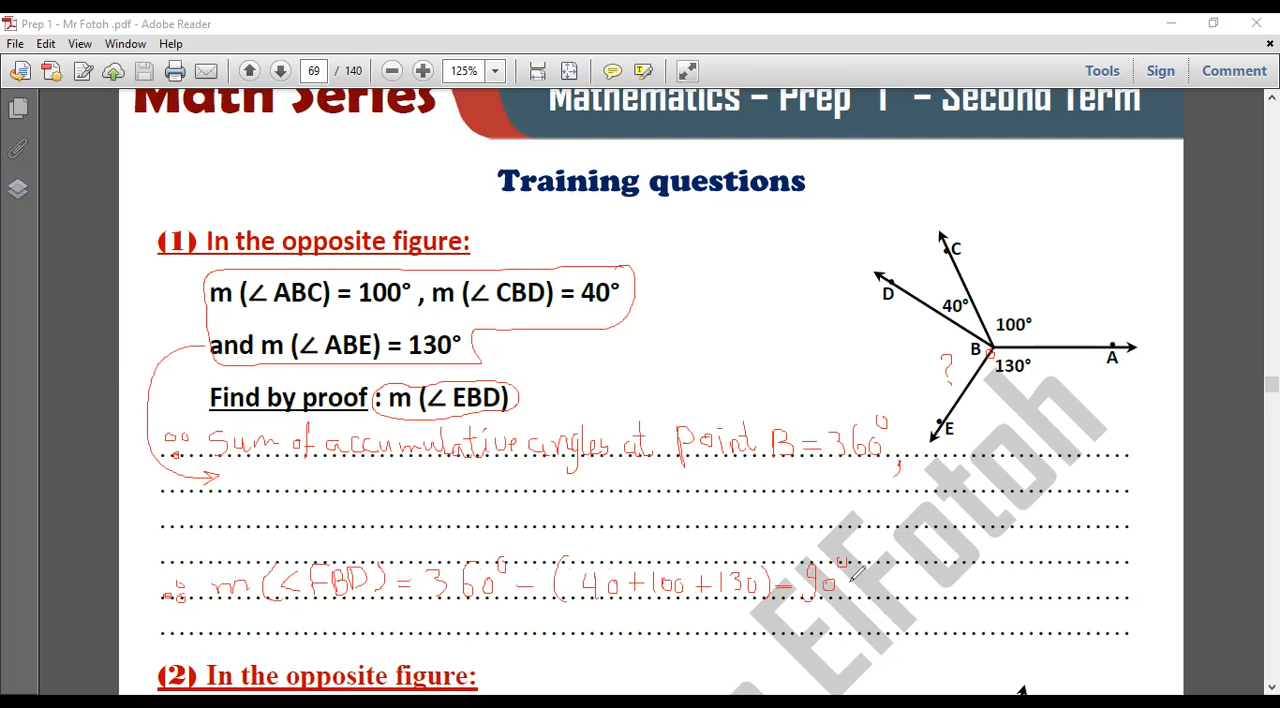 Prep 1 - Mr Fotoh .pdf - Adobe Reader
File Edit View Window Help
69 / 140 125% Tools Sign Comment
Math Series Mathematics – Prep 1 – Second Term
Training questions
(1) In the opposite figure:
m (∠ ABC) = 100° , m (∠ CBD) = 40°
and m (∠ ABE) = 130°
Find by proof : m (∠ EBD)
C
D
40°
100°
B
A
?
130°
E
∵ Sum of accumulative angles at point B = 360°,
∴ m (∠ EBD) = 360° – ( 40 + 100 + 130) = 90°
(2) In the opposite figure:
ElFotoh